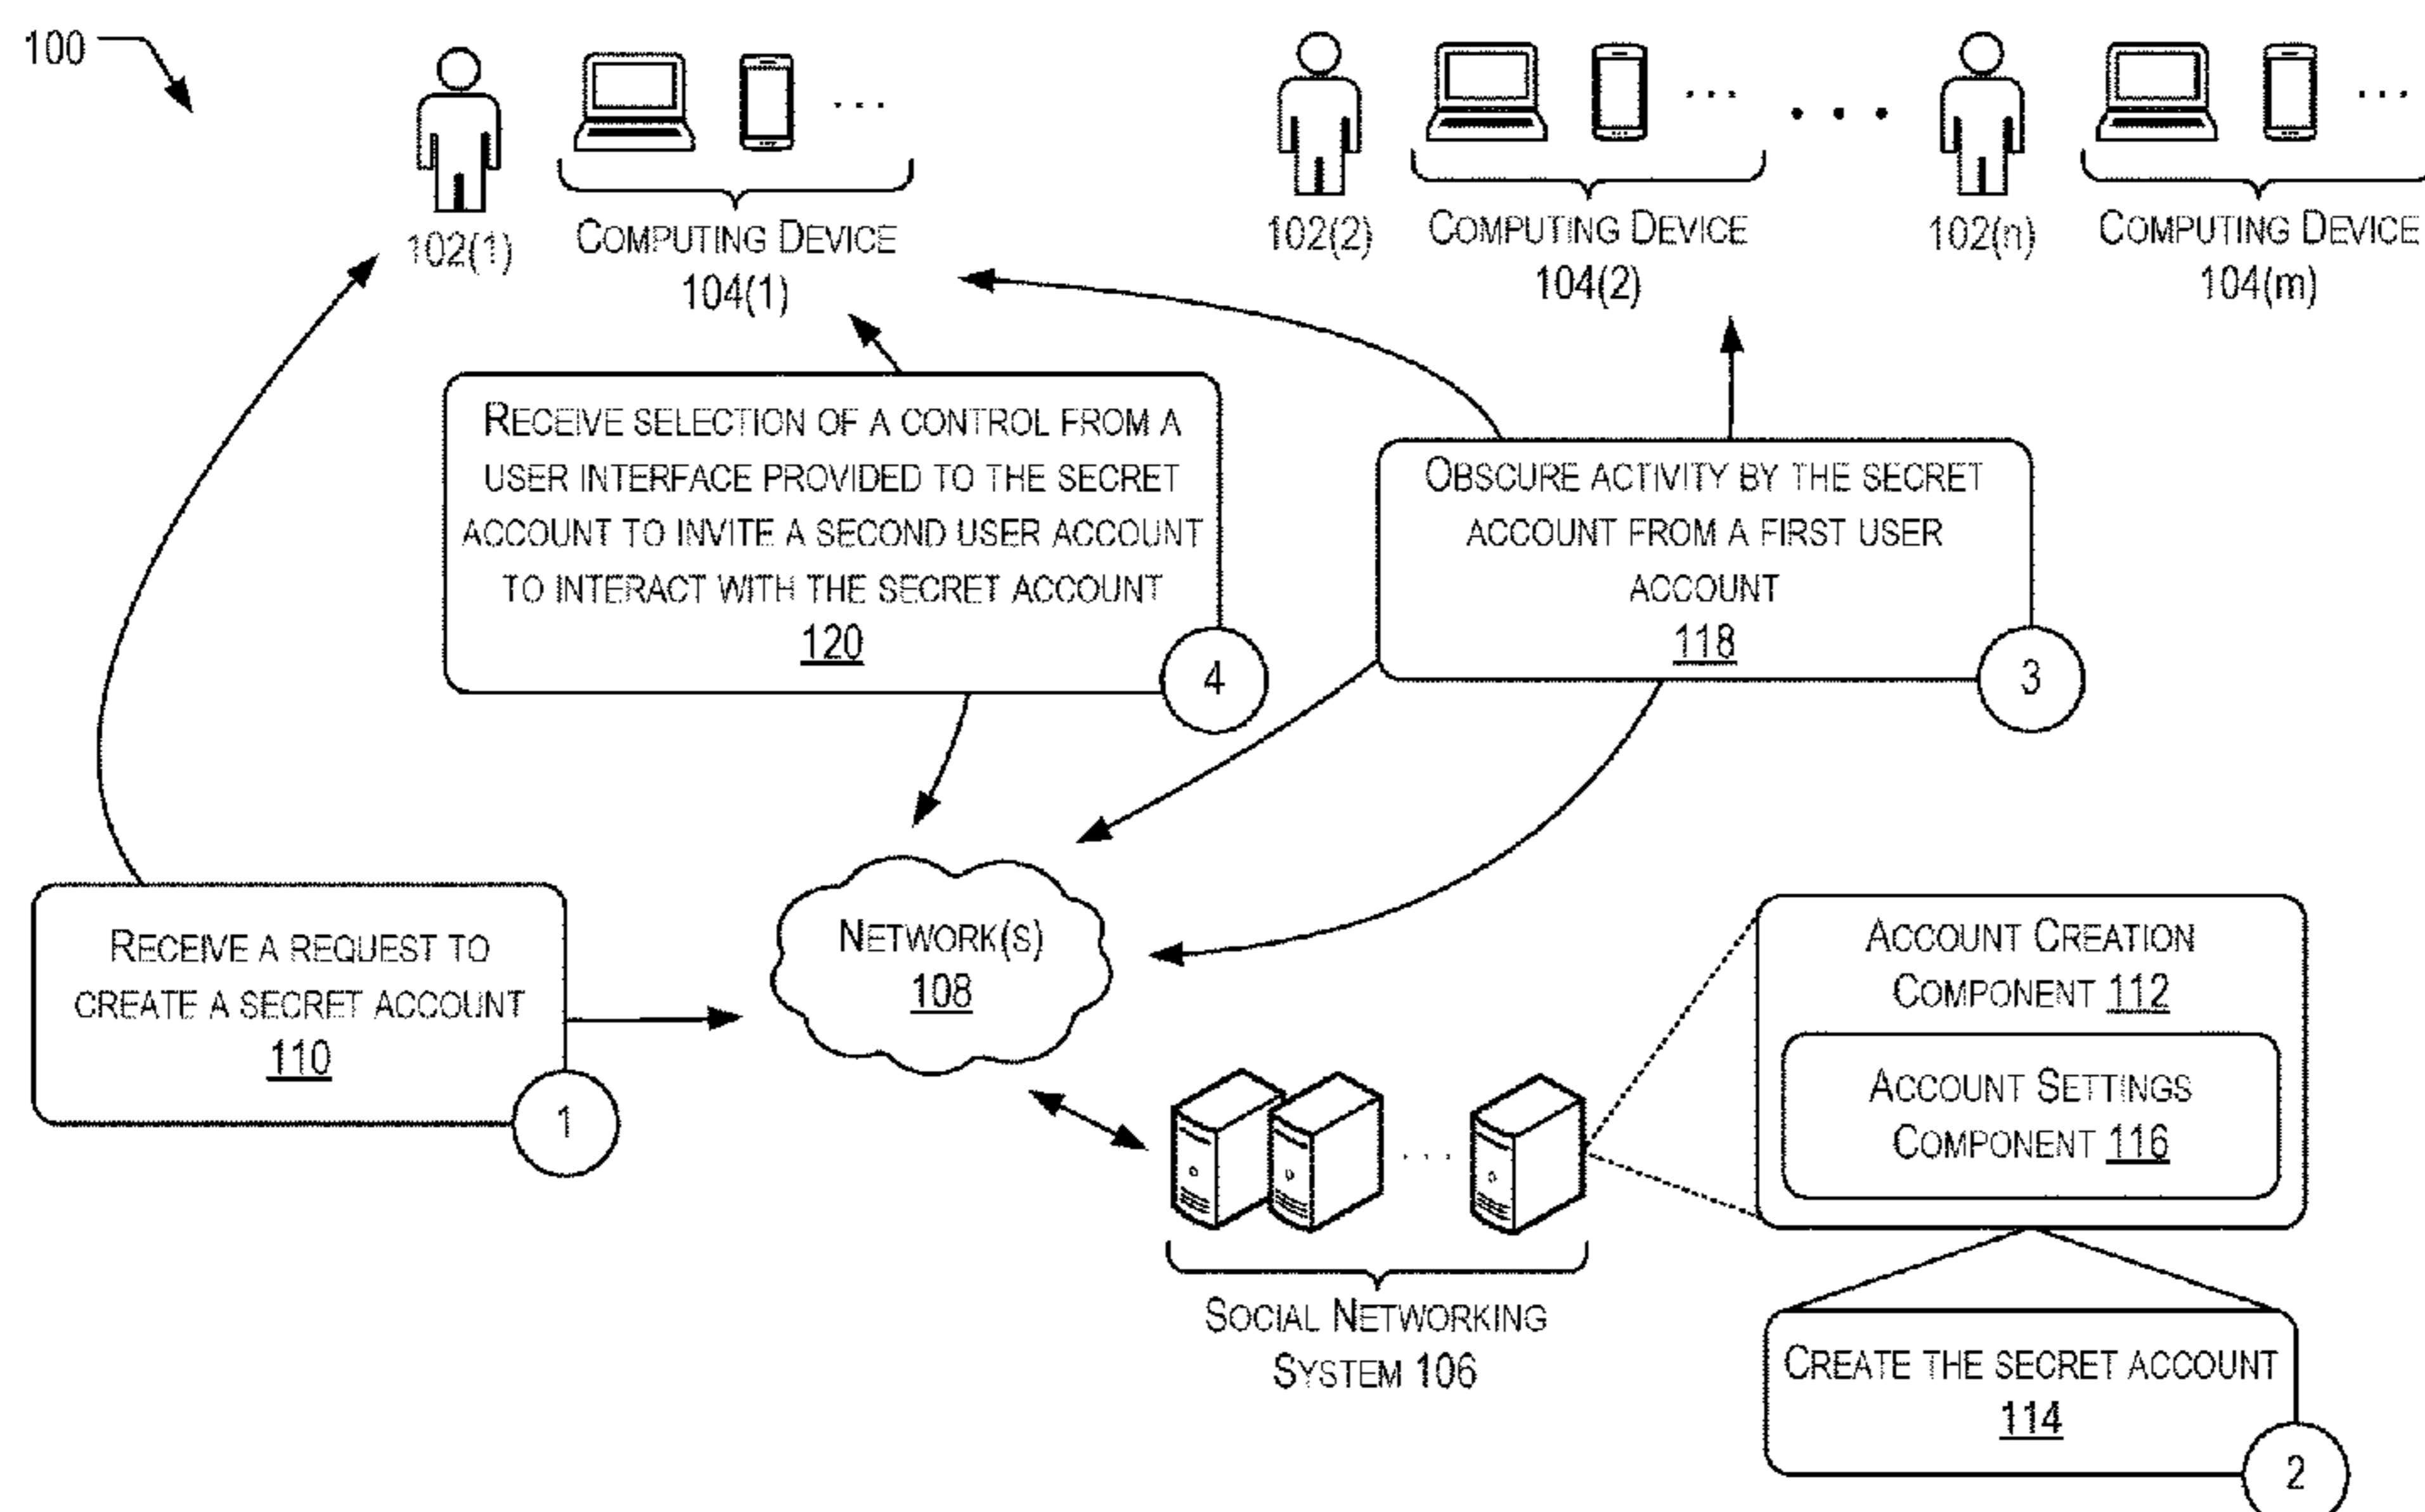 100
102(1)
COMPUTING DEVICE
104(1)
...
102(2)
COMPUTING DEVICE
104(2)
...
...
102(n)
COMPUTING DEVICE
104(m)
...
RECEIVE SELECTION OF A CONTROL FROM A
USER INTERFACE PROVIDED TO THE SECRET
ACCOUNT TO INVITE A SECOND USER ACCOUNT
TO INTERACT WITH THE SECRET ACCOUNT
120
4
OBSCURE ACTIVITY BY THE SECRET
ACCOUNT FROM A FIRST USER
ACCOUNT
118
3
RECEIVE A REQUEST TO
CREATE A SECRET ACCOUNT
110
1
NETWORK(S)
108
...
SOCIAL NETWORKING
SYSTEM 106
ACCOUNT CREATION
COMPONENT 112
ACCOUNT SETTINGS
COMPONENT 116
CREATE THE SECRET ACCOUNT
114
2